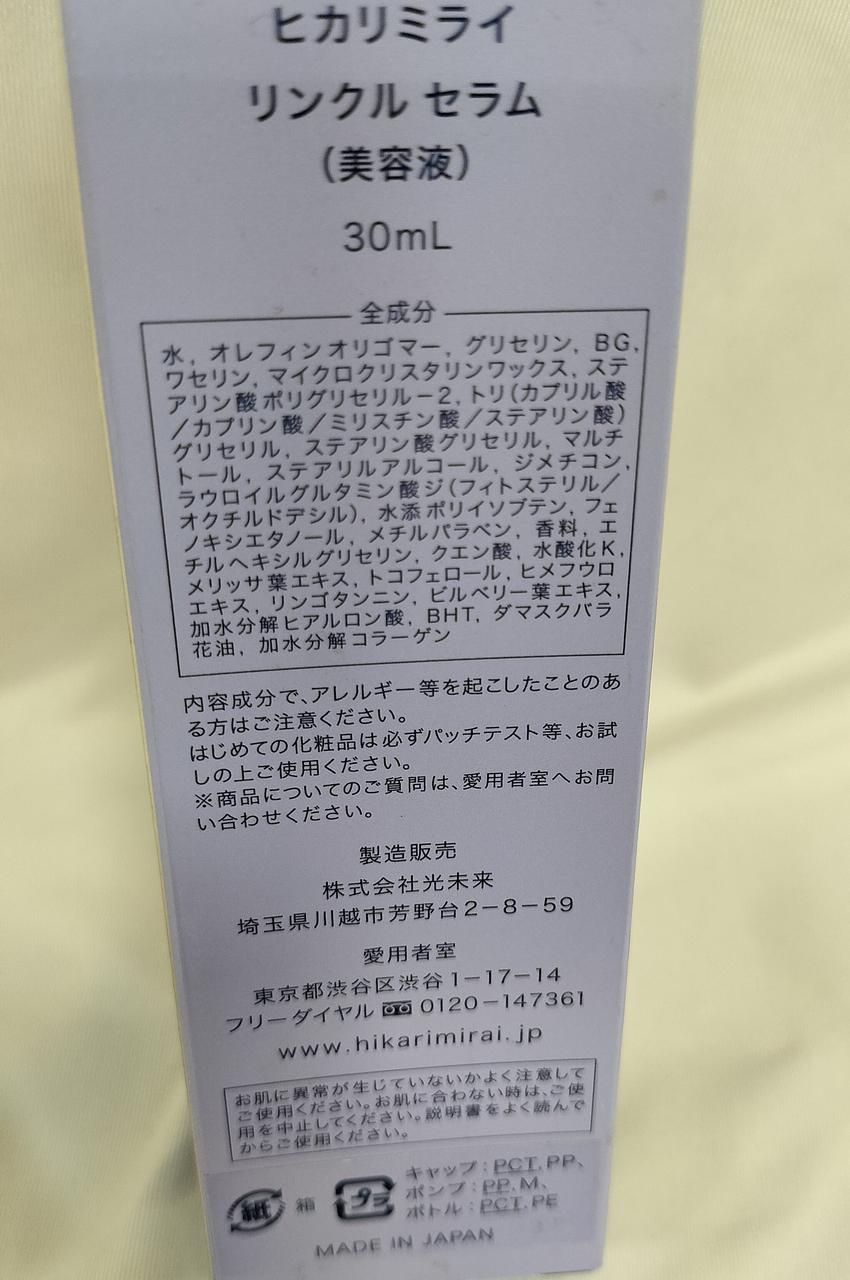 ヒカリミライ
リンクル セラム
（美容液）
30mL
全成分
水, オレフィンオリゴマー, グリセリン, BG,
ワセリン, マイクロクリスタリンワックス, ステ
アリン酸ポリグリセリル－2, トリ（カプリル酸
／カプリン酸／ミリスチン酸／ステアリン酸）
グリセリル, ステアリン酸グリセリル, マルチ
トール, ステアリルアルコール, ジメチコン,
ラウロイルグルタミン酸ジ（フィトステリル／
オクチルドデシル）, 水添ポリイソブテン, フェ
ノキシエタノール, メチルパラベン, 香料, エ
チルヘキシルグリセリン, クエン酸, 水酸化K,
メリッサ葉エキス, トコフェロール, ヒメフウロ
エキス, リンゴタンニン, ビルベリー葉エキス,
加水分解ヒアルロン酸, BHT, ダマスクバラ
花油, 加水分解コラーゲン
内容成分で、アレルギー等を起こしたことのあ
る方はご注意ください。
はじめての化粧品は必ずパッチテスト等、お試
しの上ご使用ください。
※商品についてのご質問は、愛用者室へお問
い合わせください。
製造販売
株式会社光未来
埼玉県川越市芳野台2－8－59
愛用者室
東京都渋谷区渋谷1－17－14
フリーダイヤル 0120－147361
www.hikarimirai.jp
お肌に異常が生じていないかよく注意して
ご使用ください。お肌に合わない時は、ご使
用を中止してください。説明書をよく読んで
からご使用ください。
紙 箱 プラ キャップ：PCT, PP、
ポンプ：PP, M、
ボトル：PCT, PE
MADE IN JAPAN